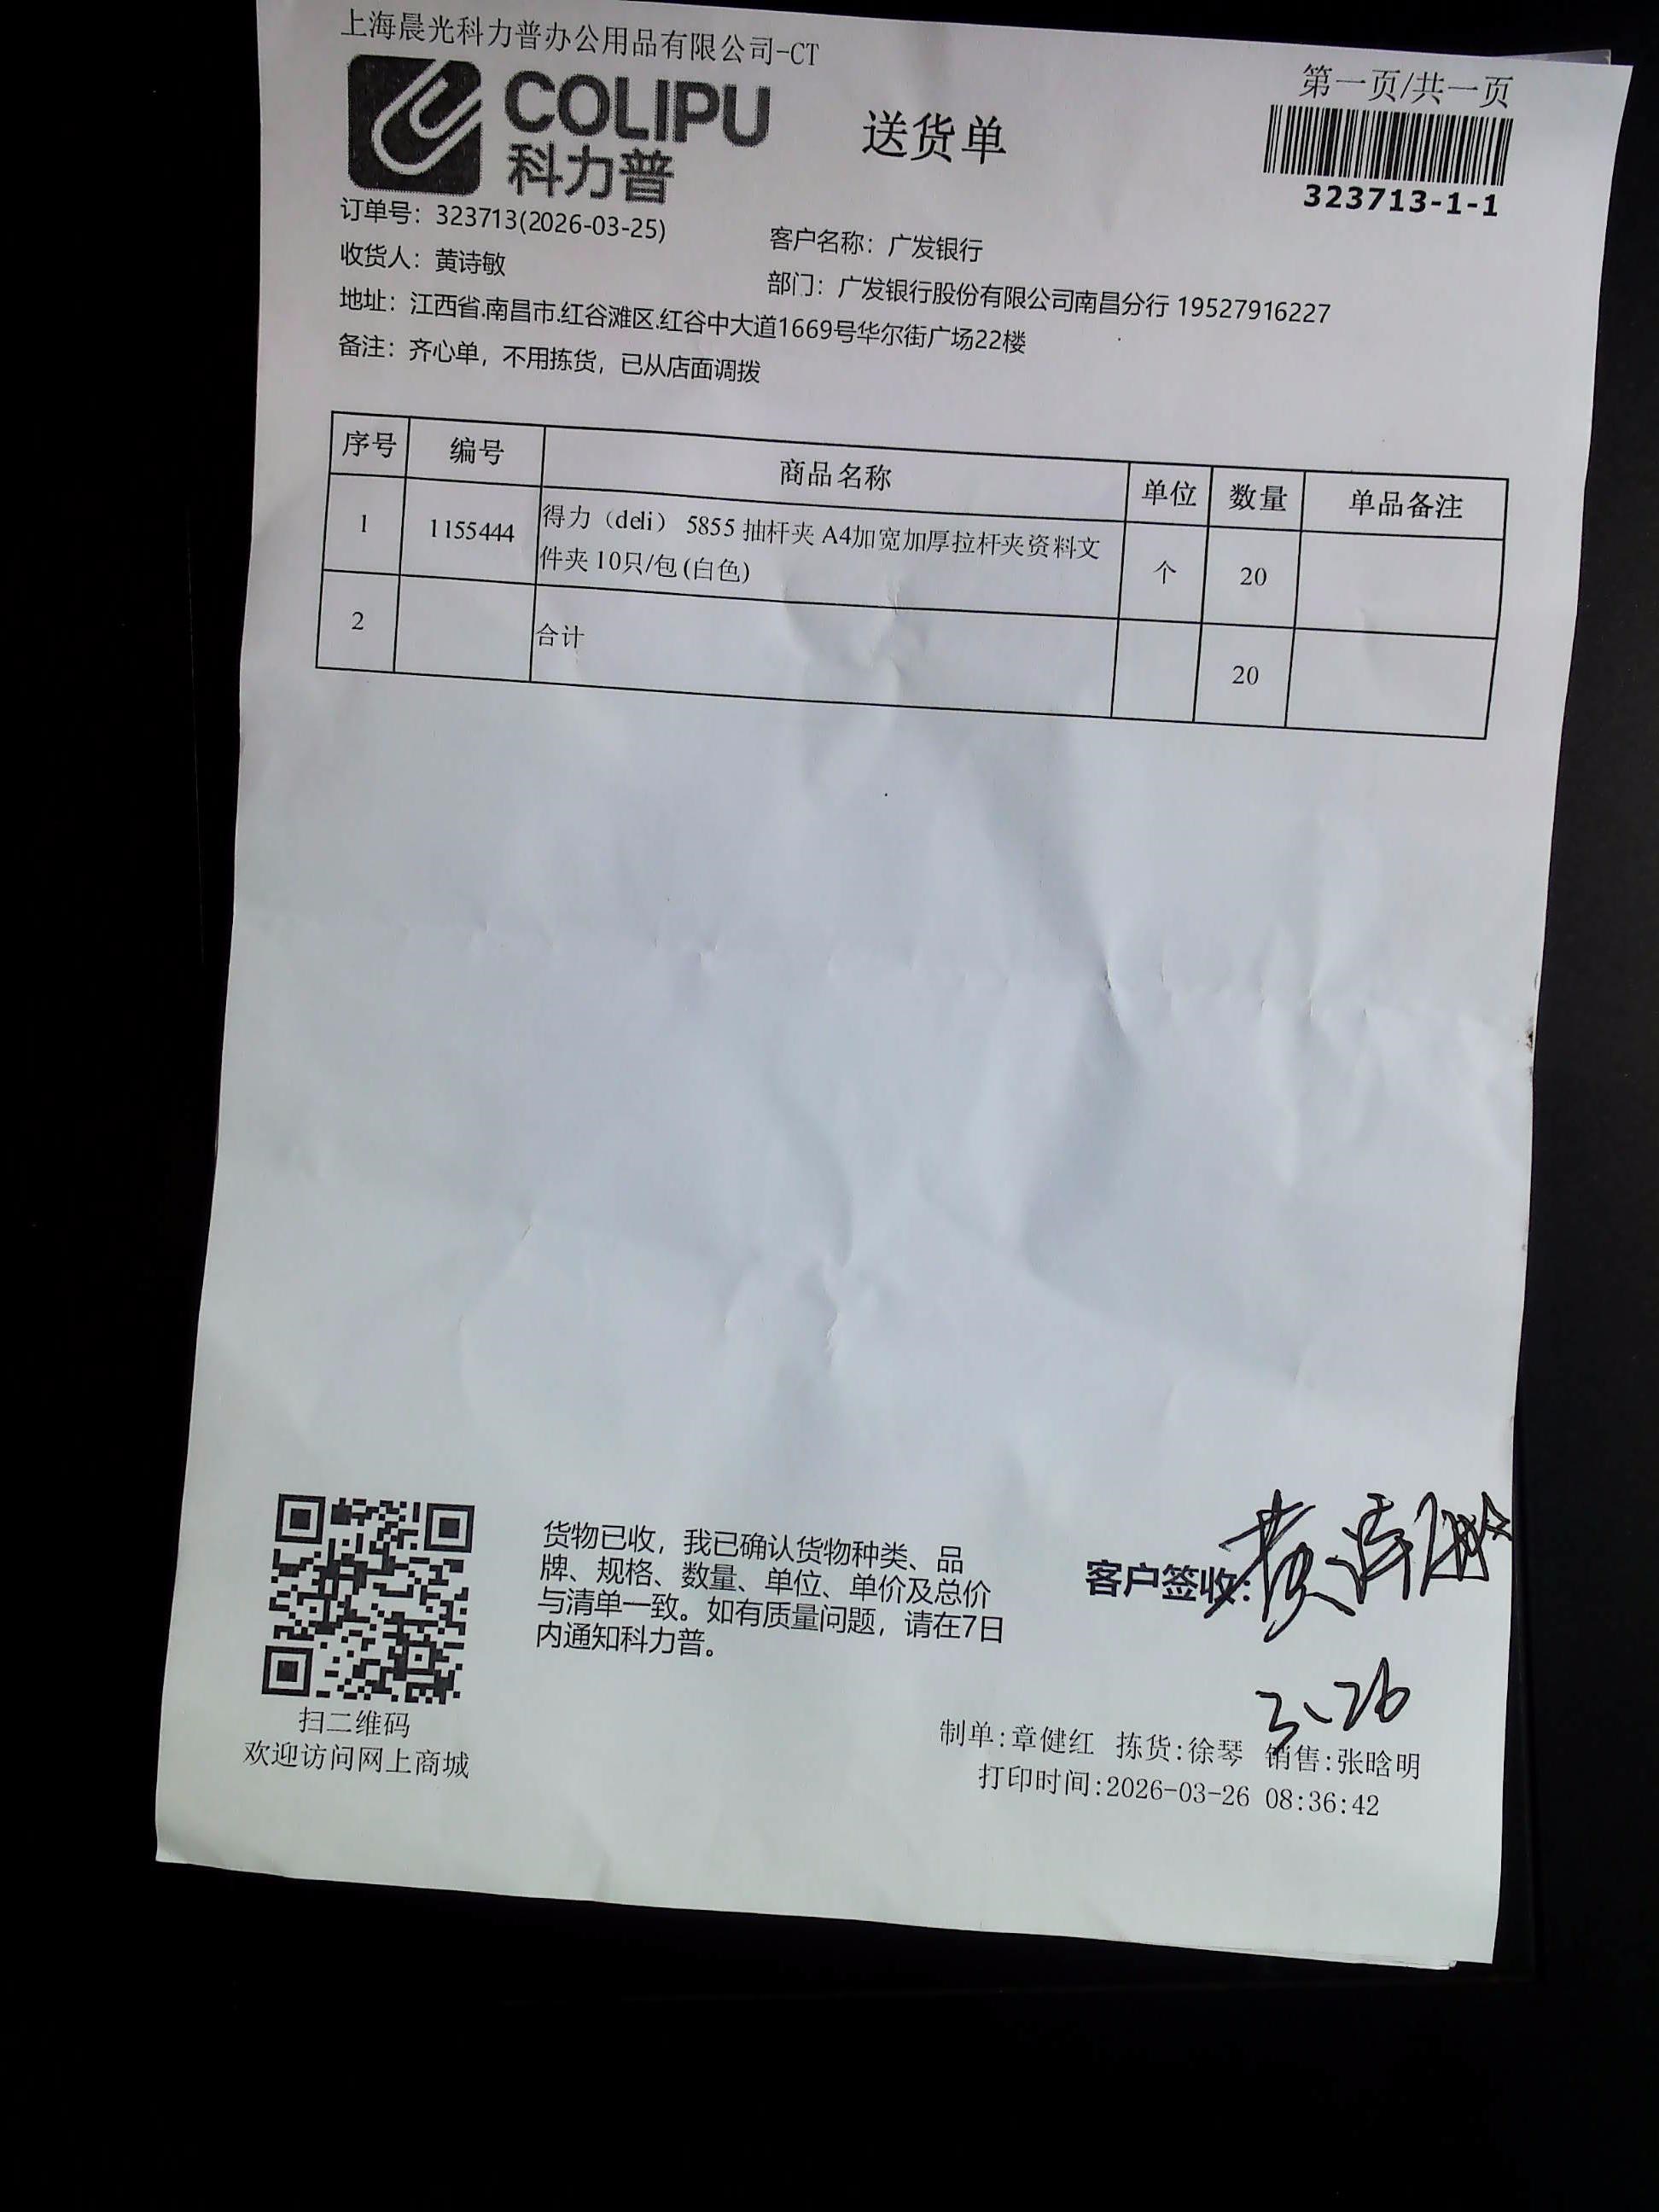 上海晨光科力普办公用品有限公司-CT
COLIPU
科力普
送货单
第一页/共一页
323713-1-1
订单号：323713(2026-03-25)
客户名称：广发银行
收货人：黄诗敏
部门：广发银行股份有限公司南昌分行 19527916227
地址：江西省.南昌市.红谷滩区.红谷中大道1669号华尔街广场22楼
备注：齐心单，不用拣货，已从店面调拨
序号 编号 商品名称 单位 数量 单品备注
1 1155444 得力（deli） 5855 抽杆夹 A4加宽加厚拉杆夹资料文
件夹 10只/包 (白色) 个 20
2 合计 20
货物已收，我已确认货物种类、品
牌、规格、数量、单位、单价及总价
与清单一致。如有质量问题，请在7日
内通知科力普。
客户签收: 黄诗敏
3、26
扫二维码
欢迎访问网上商城
制单:章健红 拣货:徐琴 销售:张晗明
打印时间:2026-03-26 08:36:42